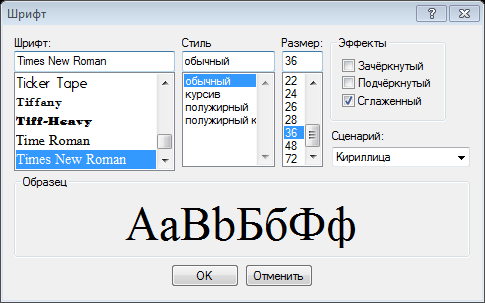 Шрифт
Шрифт:
Times New Roman
Ticker Tape
Tiffany
Tiff-Heavy
Time Roman
Times New Roman
Стиль
обычный
обычный
курсив
полужирный
полужирный к
Размер:
36
22
24
26
28
36
48
72
Эффекты
Зачёркнутый
Подчёркнутый
Сглаженный
Сценарий:
Кириллица
Образец
AaBbБбФф
OK
Отменить